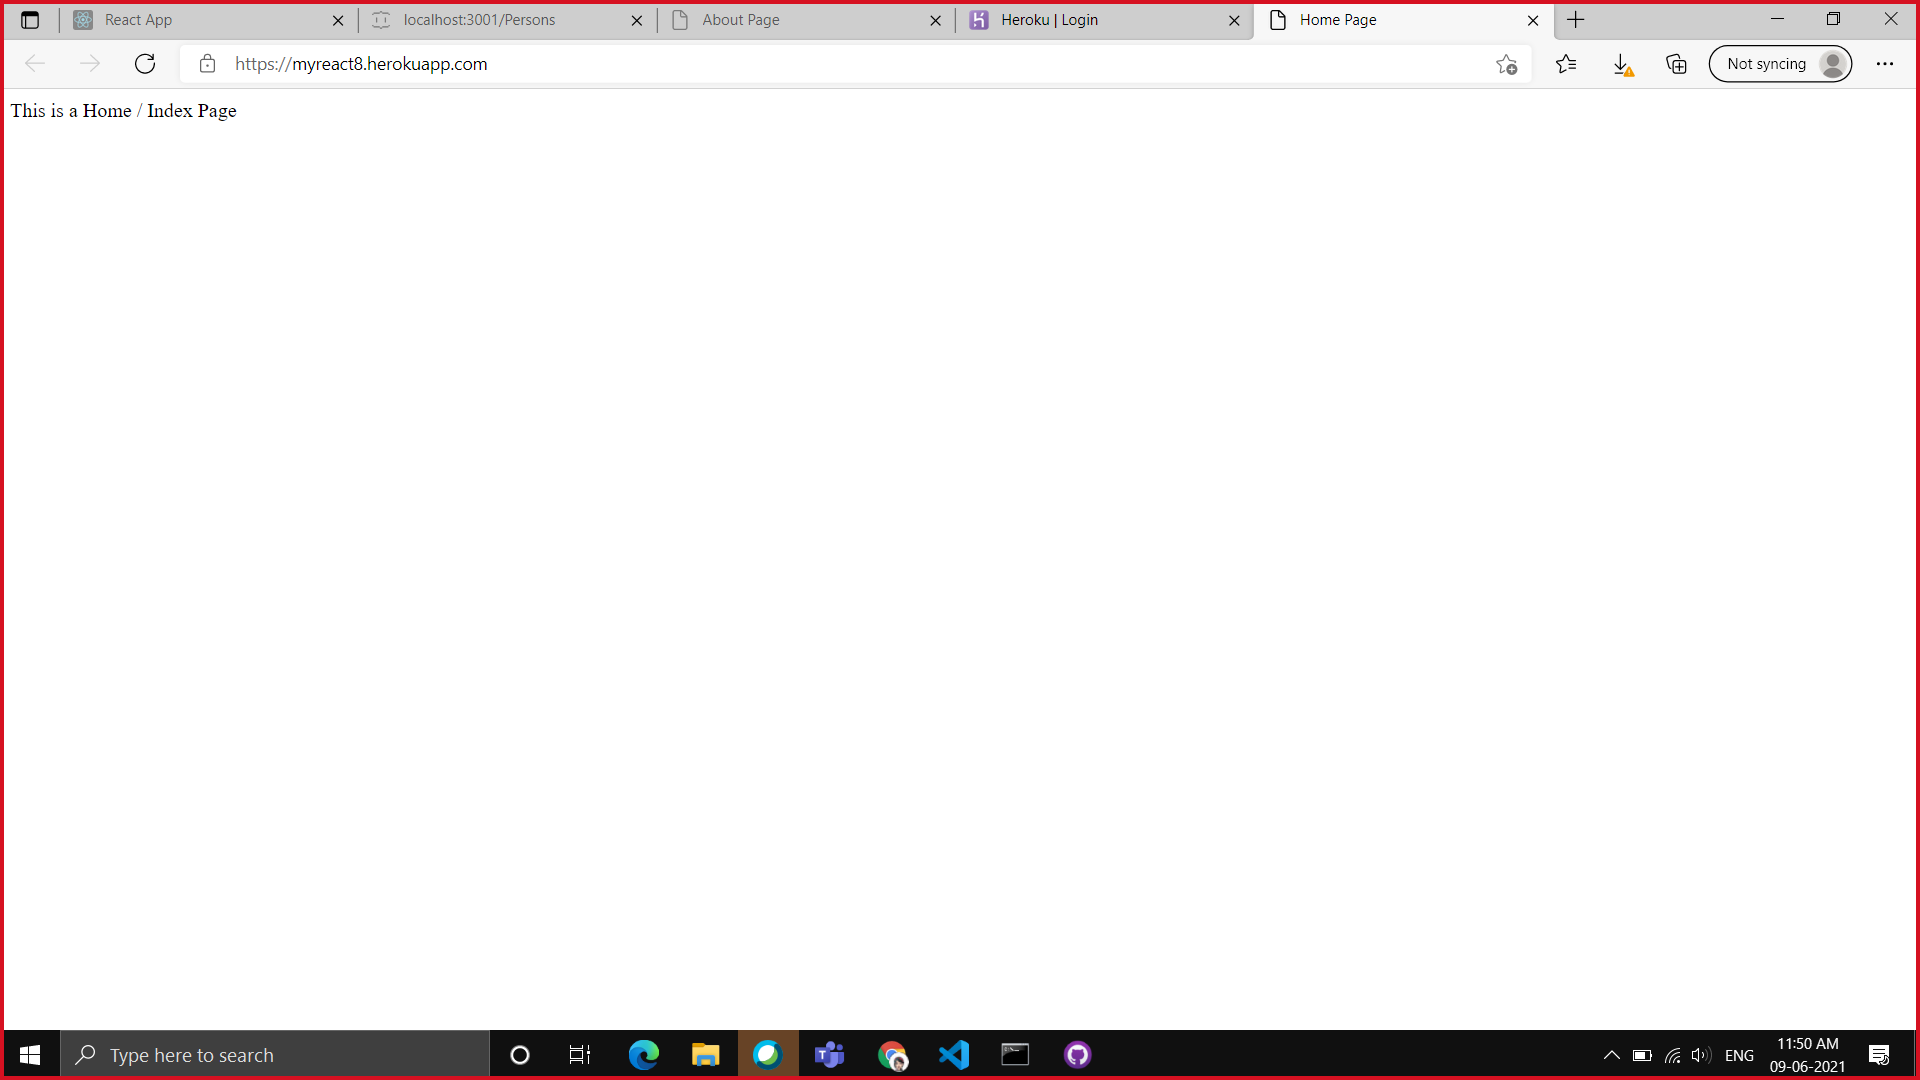 React App
localhost:3001/Persons
About Page
Heroku | Login
Home Page
https://myreact8.herokuapp.com
Not syncing
This is a Home / Index Page
Type here to search
ENG
11:50 AM
09-06-2021